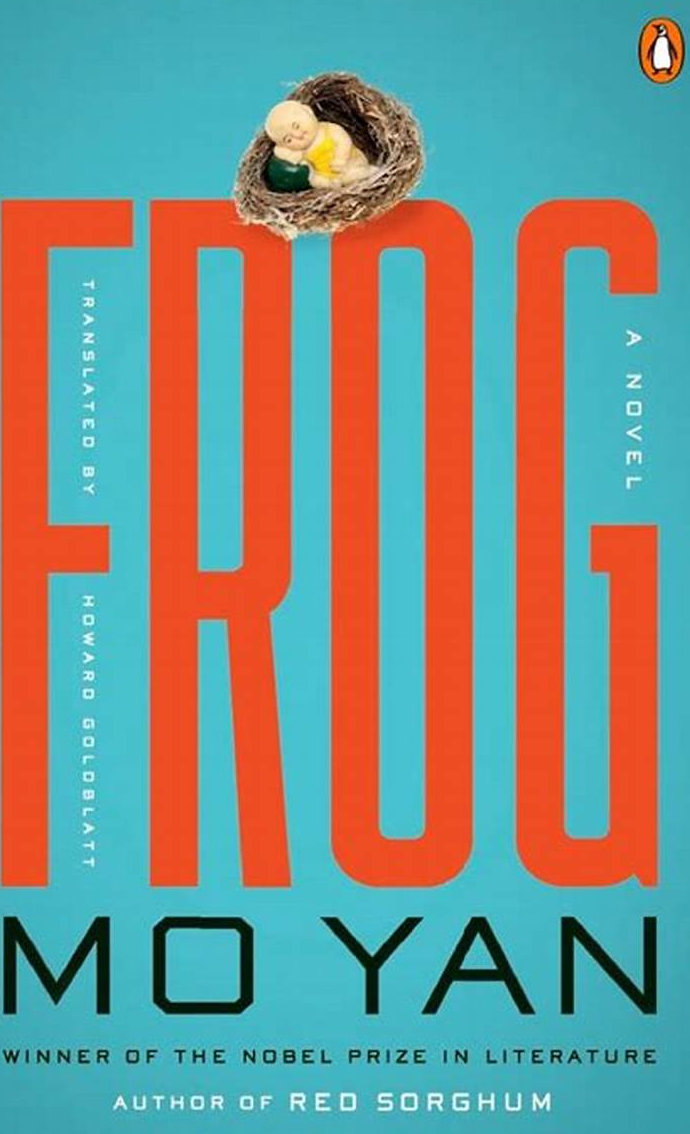 FROG
TRANSLATED BY HOWARD GOLDBLATT
A NOVEL
MO YAN
WINNER OF THE NOBEL PRIZE IN LITERATURE
AUTHOR OF RED SORGHUM